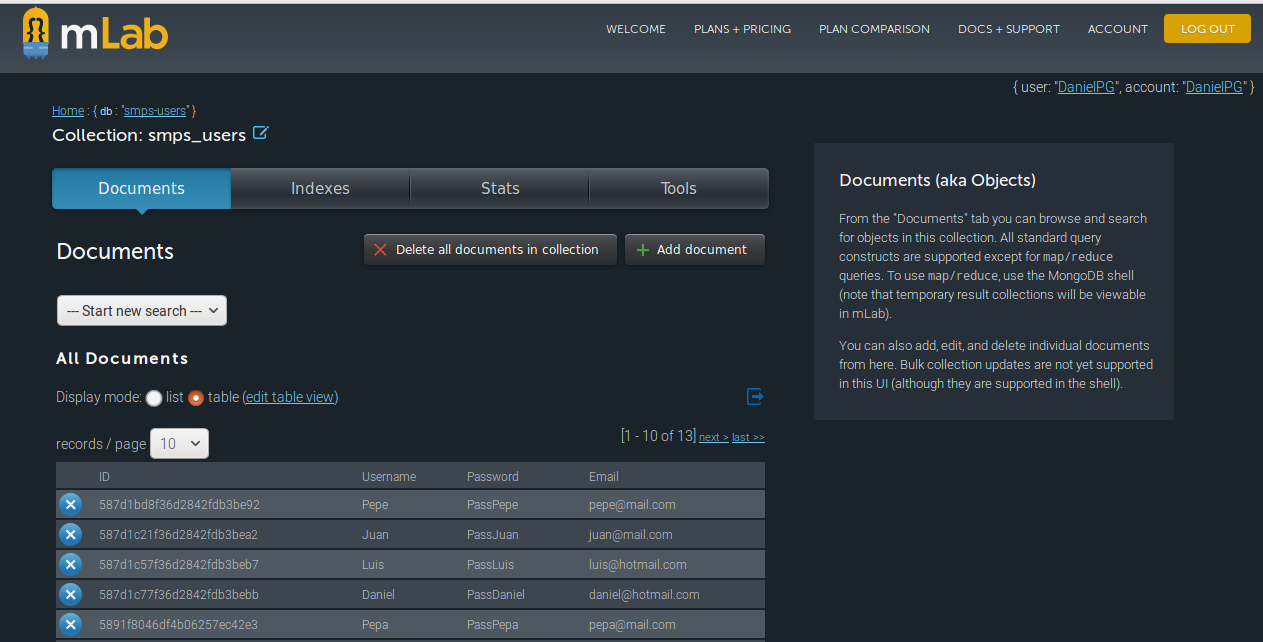 mLab
WELCOME PLANS + PRICING PLAN COMPARISON DOCS + SUPPORT ACCOUNT LOG OUT
{ user: "DanielPG", account: "DanielPG" }
Home : { db : "smps-users" }
Collection: smps_users
Documents Indexes Stats Tools
Documents
Delete all documents in collection
Add document
--- Start new search ---
All Documents
Display mode: list table (edit table view)
records / page 10
[1 - 10 of 13] next > last >>
ID Username Password Email
587d1bd8f36d2842fdb3be92 Pepe PassPepe pepe@mail.com
587d1c21f36d2842fdb3bea2 Juan PassJuan juan@mail.com
587d1c57f36d2842fdb3beb7 Luis PassLuis luis@hotmail.com
587d1c77f36d2842fdb3bebb Daniel PassDaniel daniel@hotmail.com
5891f8046df4b06257ec42e3 Pepa PassPepa pepa@mail.com
Documents (aka Objects)
From the "Documents" tab you can browse and search
for objects in this collection. All standard query
constructs are supported except for map/reduce
queries. To use map/reduce, use the MongoDB shell
(note that temporary result collections will be viewable
in mLab).
You can also add, edit, and delete individual documents
from here. Bulk collection updates are not yet supported
in this UI (although they are supported in the shell).